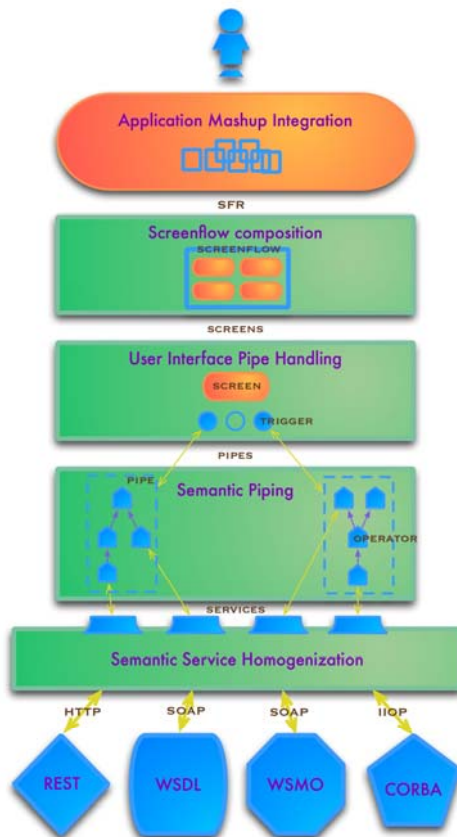 Application Mashup Integration
SFR
Screenflow composition
SCREENFLOW
SCREENS
User Interface Pipe Handling
SCREEN
TRIGGER
PIPES
PIPE
Semantic Piping
OPERATOR
SERVICES
Semantic Service Homogenization
HTTP
SOAP
SOAP
IIOP
REST
WSDL
WSMO
CORBA